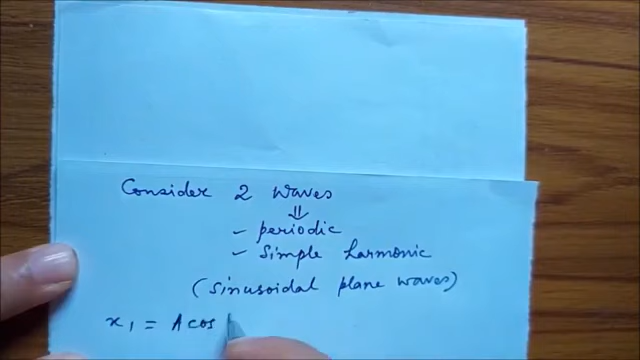 Consider 2 waves
⇓
- periodic
- Simple harmonic
(sinusoidal plane waves)
x₁ = A cos